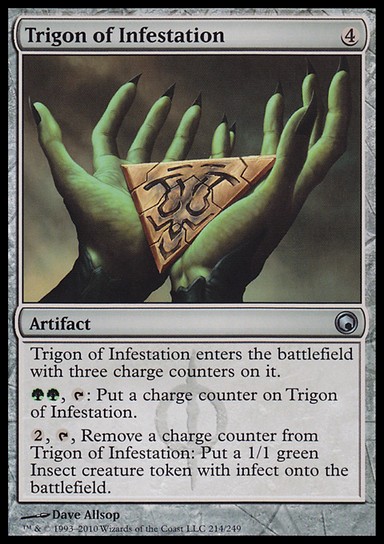 Trigon of Infestation 4
Artifact
Trigon of Infestation enters the battlefield
with three charge counters on it.
, : Put a charge counter on Trigon
of Infestation.
2, , Remove a charge counter from
Trigon of Infestation: Put a 1/1 green
Insect creature token with infect onto the
battlefield.
Dave Allsop
™ & © 1993–2010 Wizards of the Coast LLC 214/249